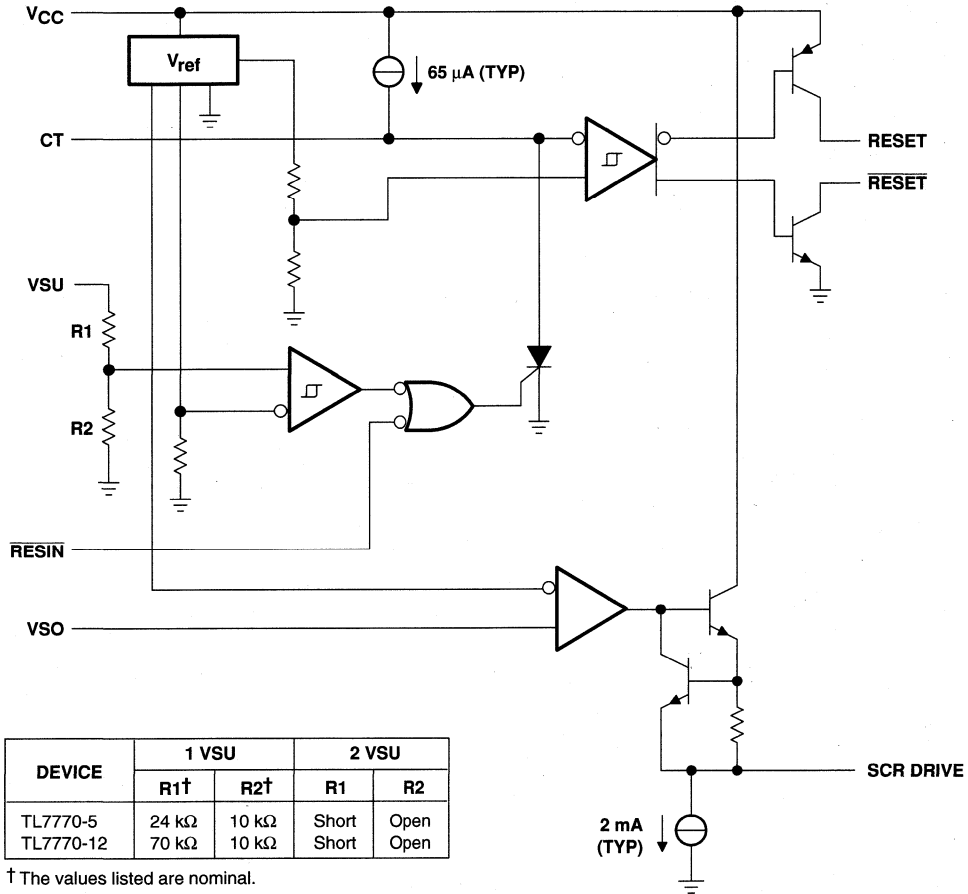 VCC
Vref
65 μA (TYP)
CT
RESET
RESET
VSU
R1
R2
RESIN
VSO
SCR DRIVE
2 mA
(TYP)
DEVICE
1 VSU
2 VSU
R1†
R2†
R1
R2
TL7770-5
24 kΩ
10 kΩ
Short
Open
TL7770-12
70 kΩ
10 kΩ
Short
Open
† The values listed are nominal.